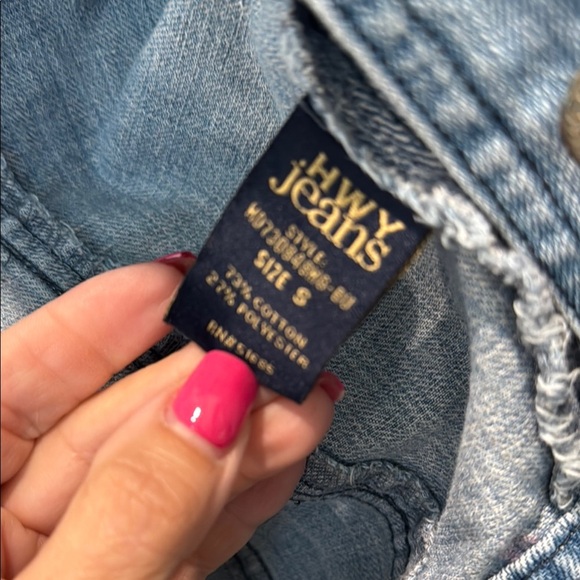 HWY
jeans
STYLE
SIZE S
73% COTTON
27% POLYESTER